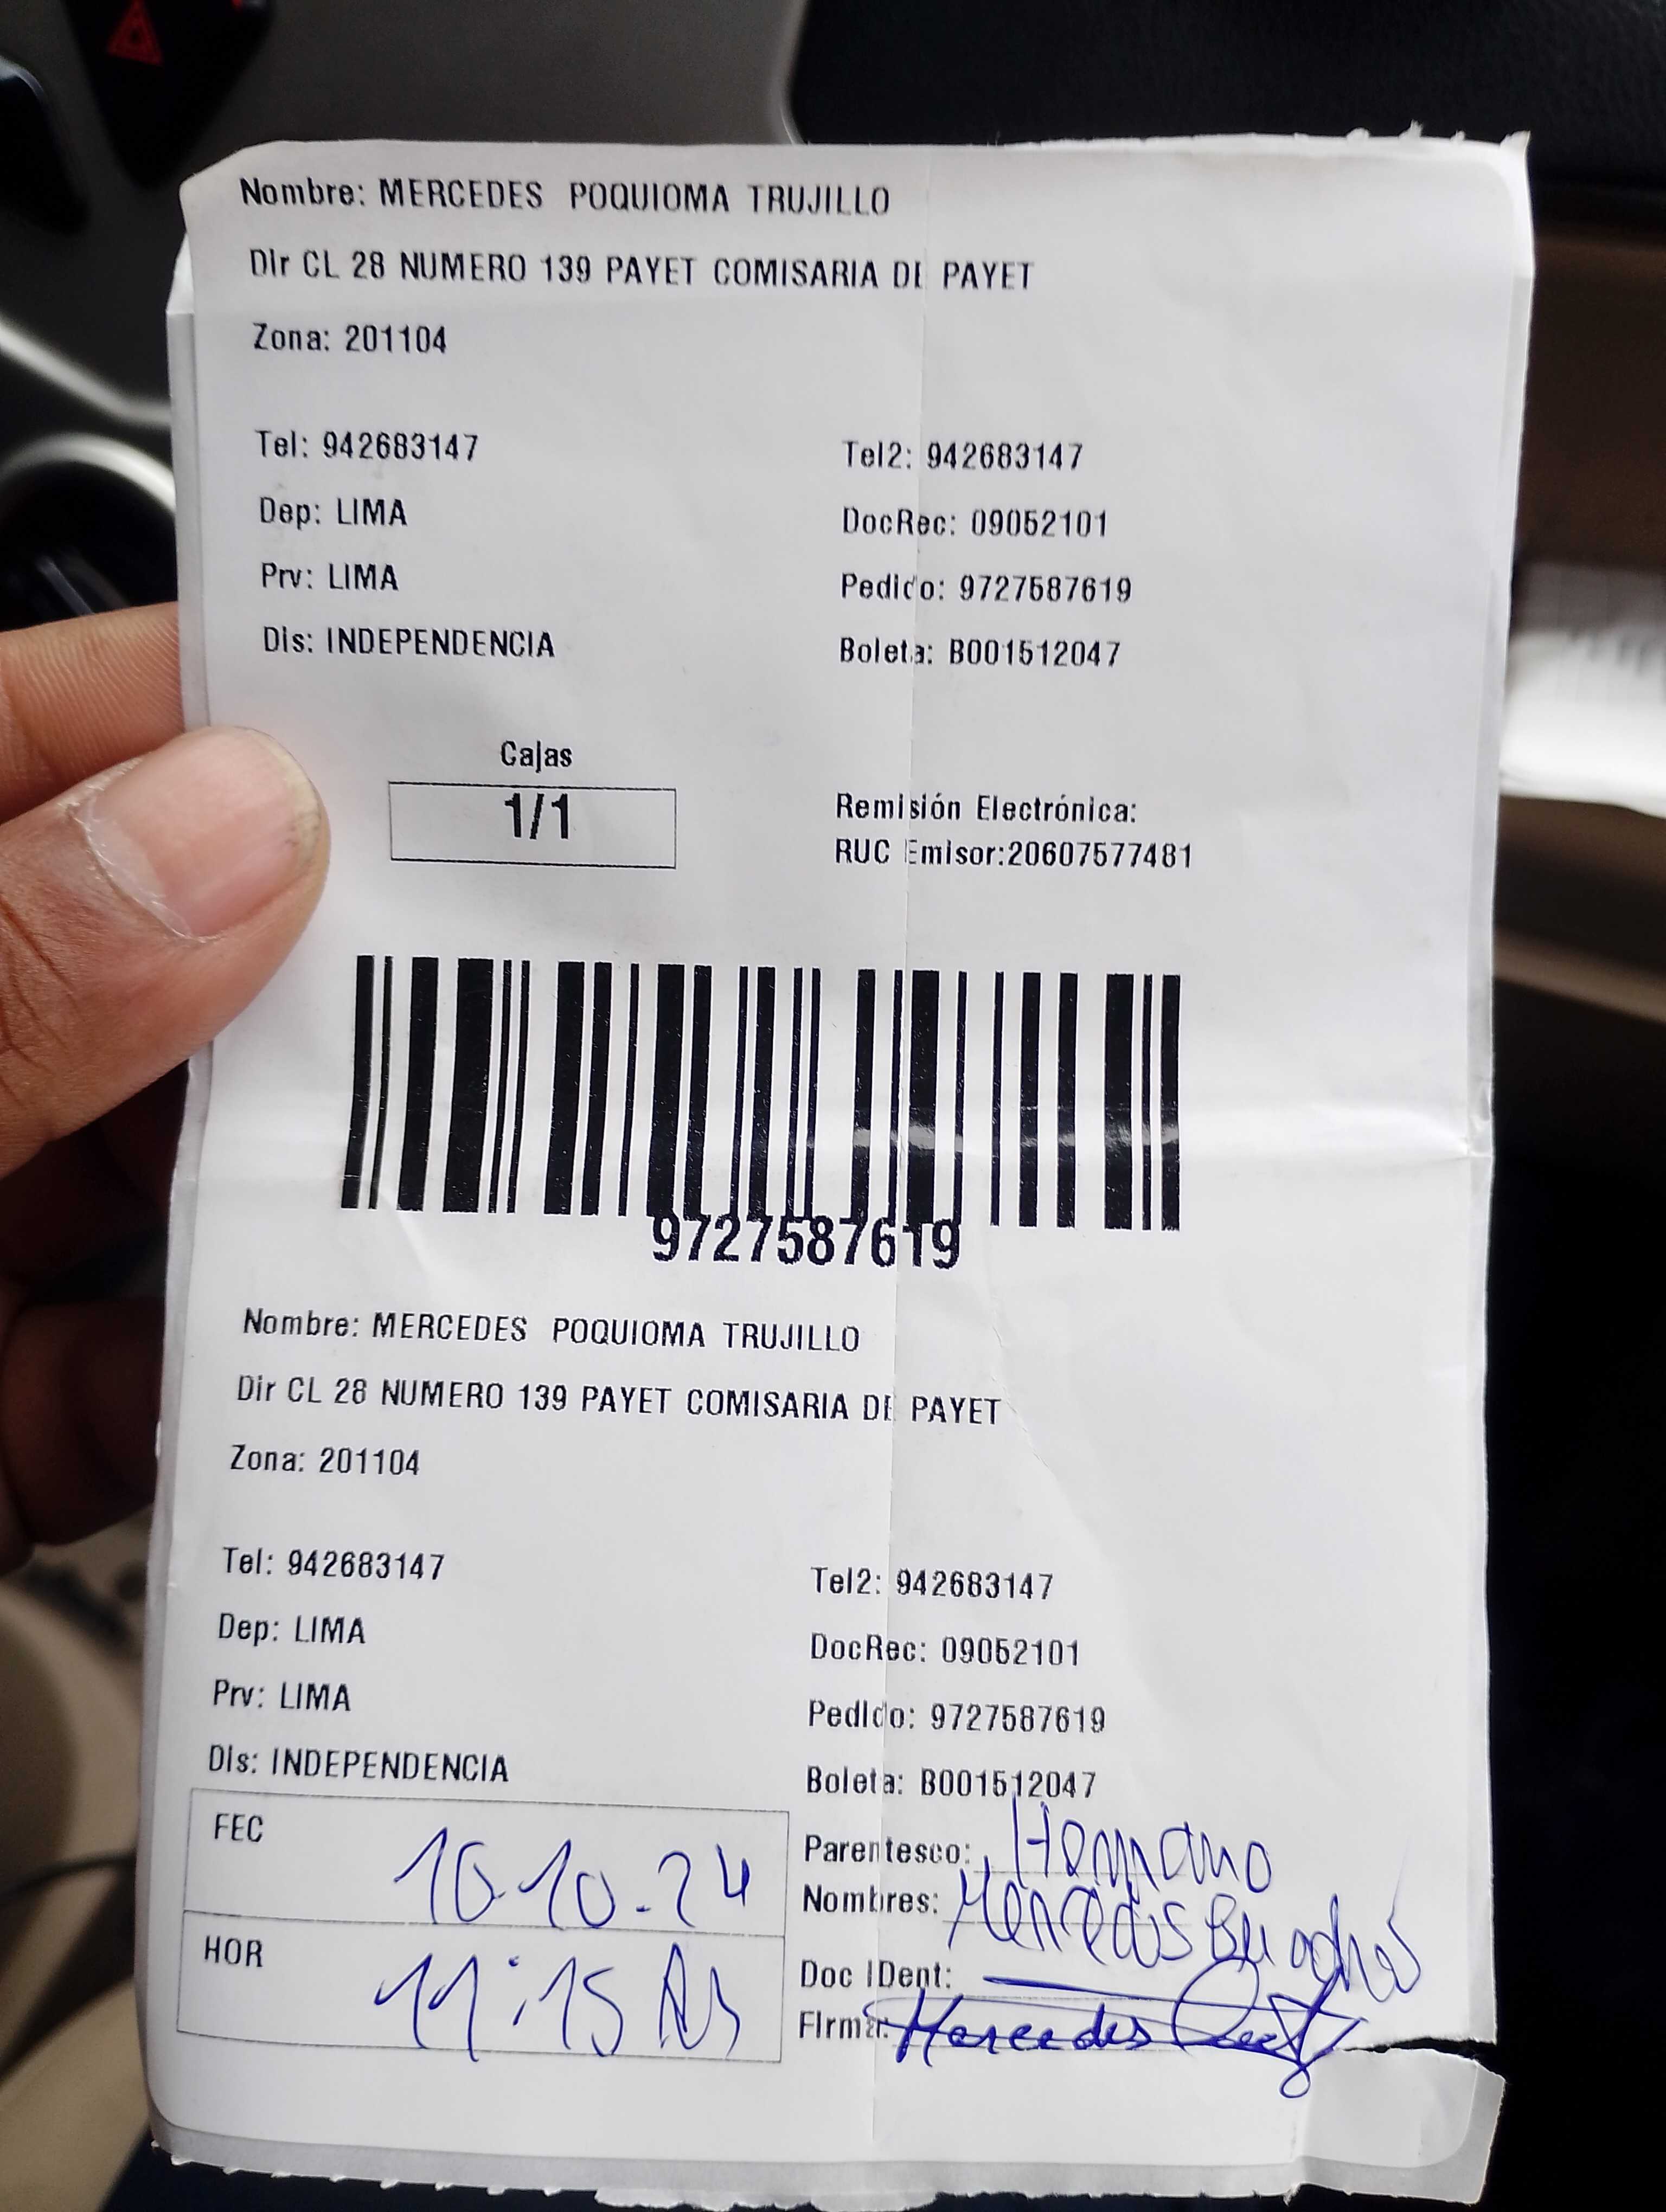 Nombre: MERCEDES POQUIOMA TRUJILLO
Dir CL 28 NUMERO 139 PAYET COMISARIA DE PAYET
Zona: 201104
Tel: 942683147 Tel2: 942683147
Dep: LIMA DocRec: 09052101
Prv: LIMA Pedido: 9727587619
Dis: INDEPENDENCIA Boleta: B001512047
Cajas
1/1
Remisión Electrónica:
RUC Emisor:20607577481
9727587619
Nombre: MERCEDES POQUIOMA TRUJILLO
Dir CL 28 NUMERO 139 PAYET COMISARIA DE PAYET
Zona: 201104
Tel: 942683147 Tel2: 942683147
Dep: LIMA DocRec: 09052101
Prv: LIMA Pedido: 9727587619
Dis: INDEPENDENCIA Boleta: B001512047
FEC 10-10-24
HOR 11:15
Parentesco: Hermano
Nombres: Mercedes
Doc IDent:
Firma: Mercedes